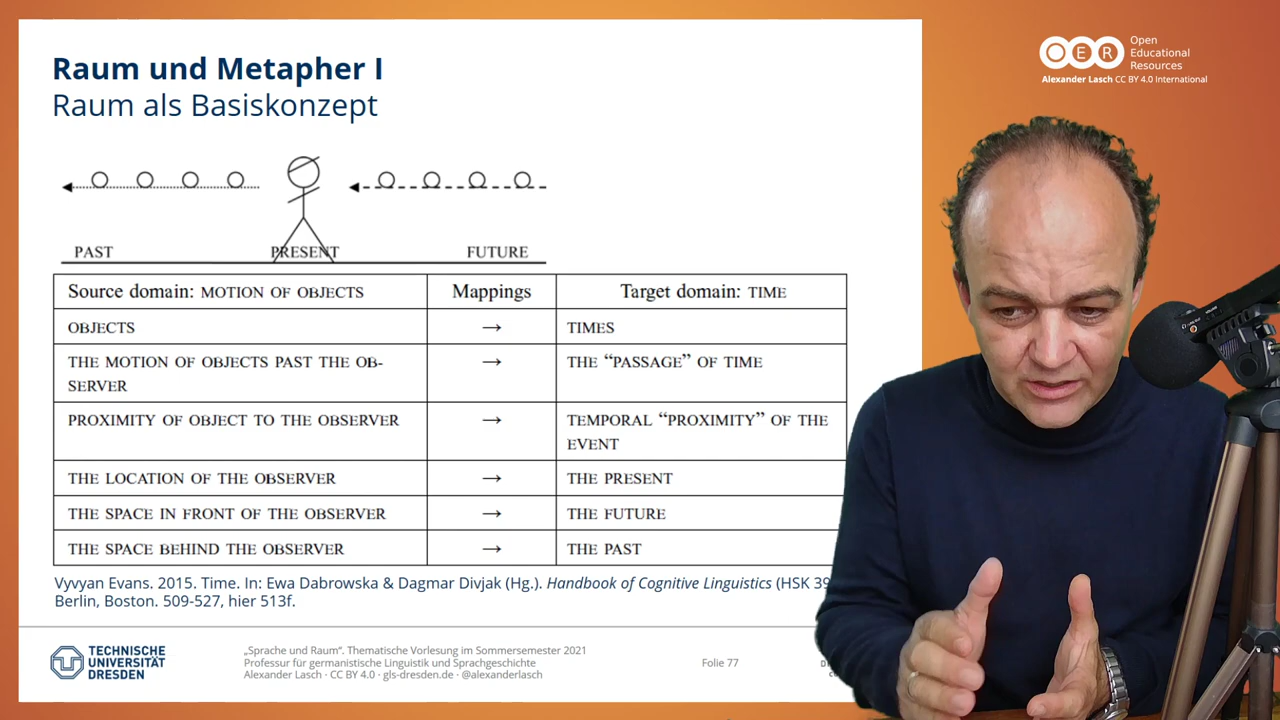 Raum und Metapher I
Raum als Basiskonzept
PAST PRESENT FUTURE
Source domain: MOTION OF OBJECTS Mappings Target domain: TIME
OBJECTS → TIMES
THE MOTION OF OBJECTS PAST THE OB- → THE “PASSAGE” OF TIME
SERVER
PROXIMITY OF OBJECT TO THE OBSERVER → TEMPORAL “PROXIMITY” OF THE
EVENT
THE LOCATION OF THE OBSERVER → THE PRESENT
THE SPACE IN FRONT OF THE OBSERVER → THE FUTURE
THE SPACE BEHIND THE OBSERVER → THE PAST
Vyvyan Evans. 2015. Time. In: Ewa Dabrowska & Dagmar Divjak (Hg.). Handbook of Cognitive Linguistics (HSK 39
Berlin, Boston. 509-527, hier 513f.
TECHNISCHE
UNIVERSITÄT
DRESDEN
„Sprache und Raum“. Thematische Vorlesung im Sommersemester 2021
Professur für germanistische Linguistik und Sprachgeschichte
Alexander Lasch · CC BY 4.0 · gls-dresden.de · @alexanderlasch
Folie 77
OER
Open
Educational
Resources
Alexander Lasch CC BY 4.0 International